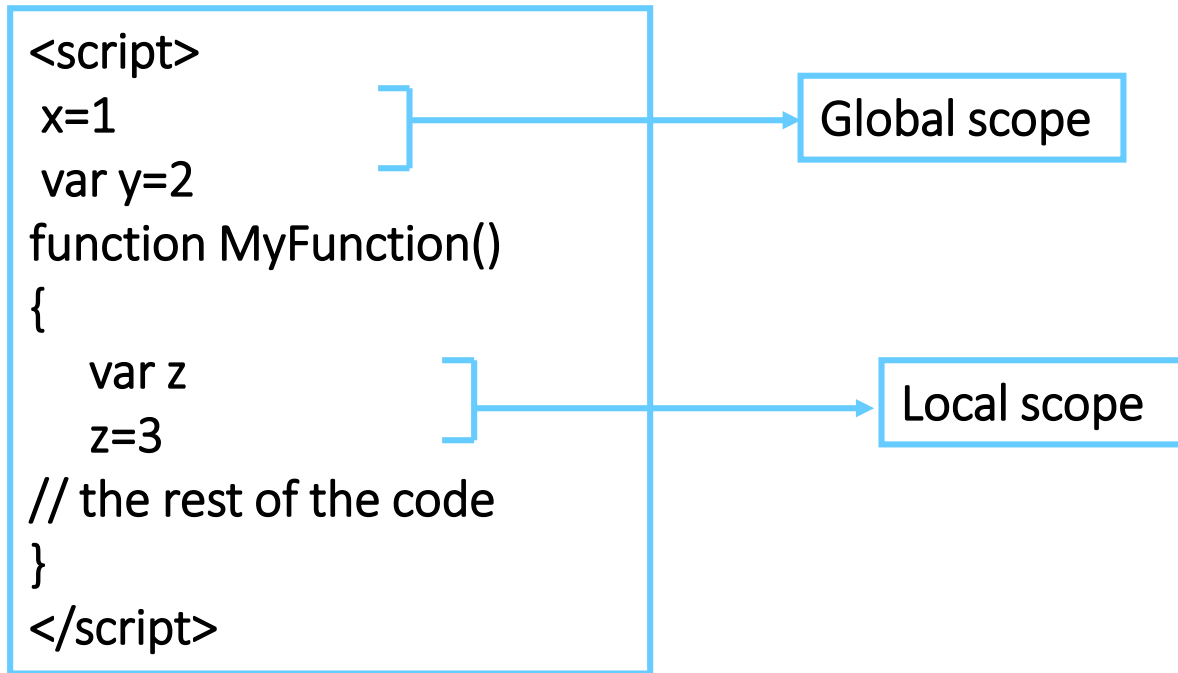 <script>
x=1
var y=2
function MyFunction()
{
var z
z=3
// the rest of the code
}
</script>
Global scope
Local scope